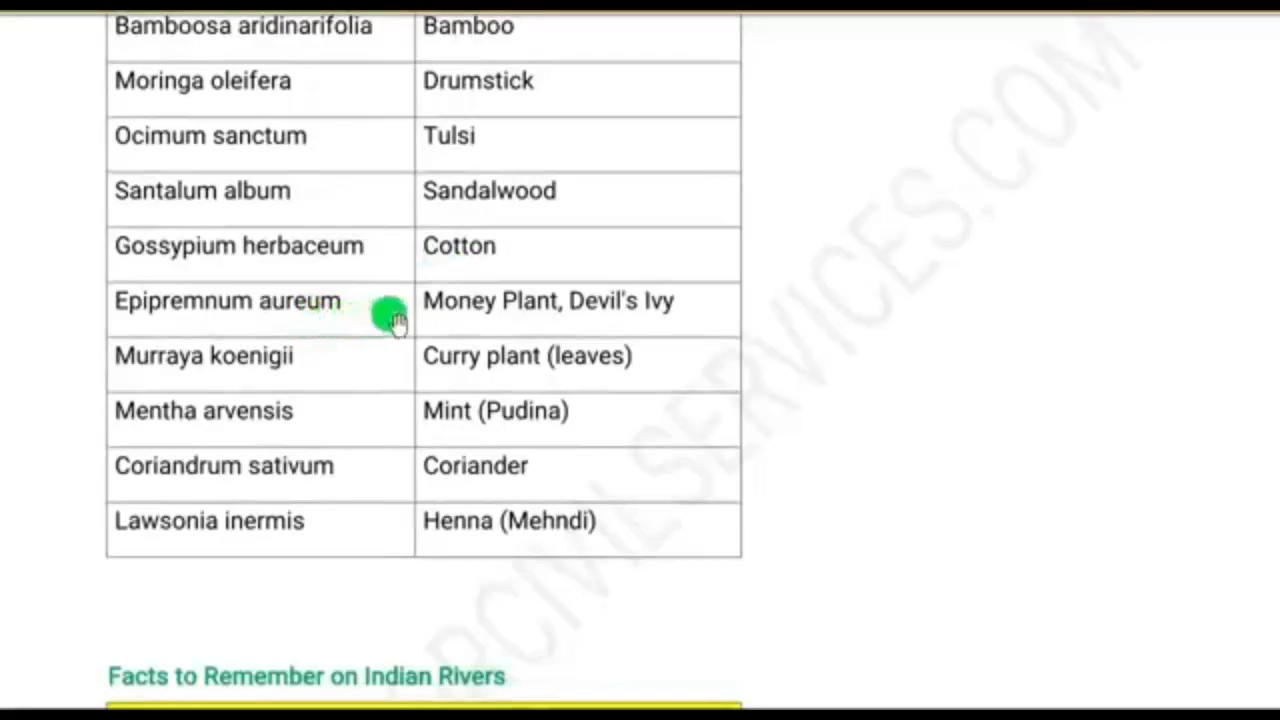 Bamboosa aridinarifolia Bamboo
Moringa oleifera Drumstick
Ocimum sanctum Tulsi
Santalum album Sandalwood
Gossypium herbaceum Cotton
Epipremnum aureum Money Plant, Devil's Ivy
Murraya koenigii Curry plant (leaves)
Mentha arvensis Mint (Pudina)
Coriandrum sativum Coriander
Lawsonia inermis Henna (Mehndi)
Facts to Remember on Indian Rivers
RCIVILSERVICES.COM